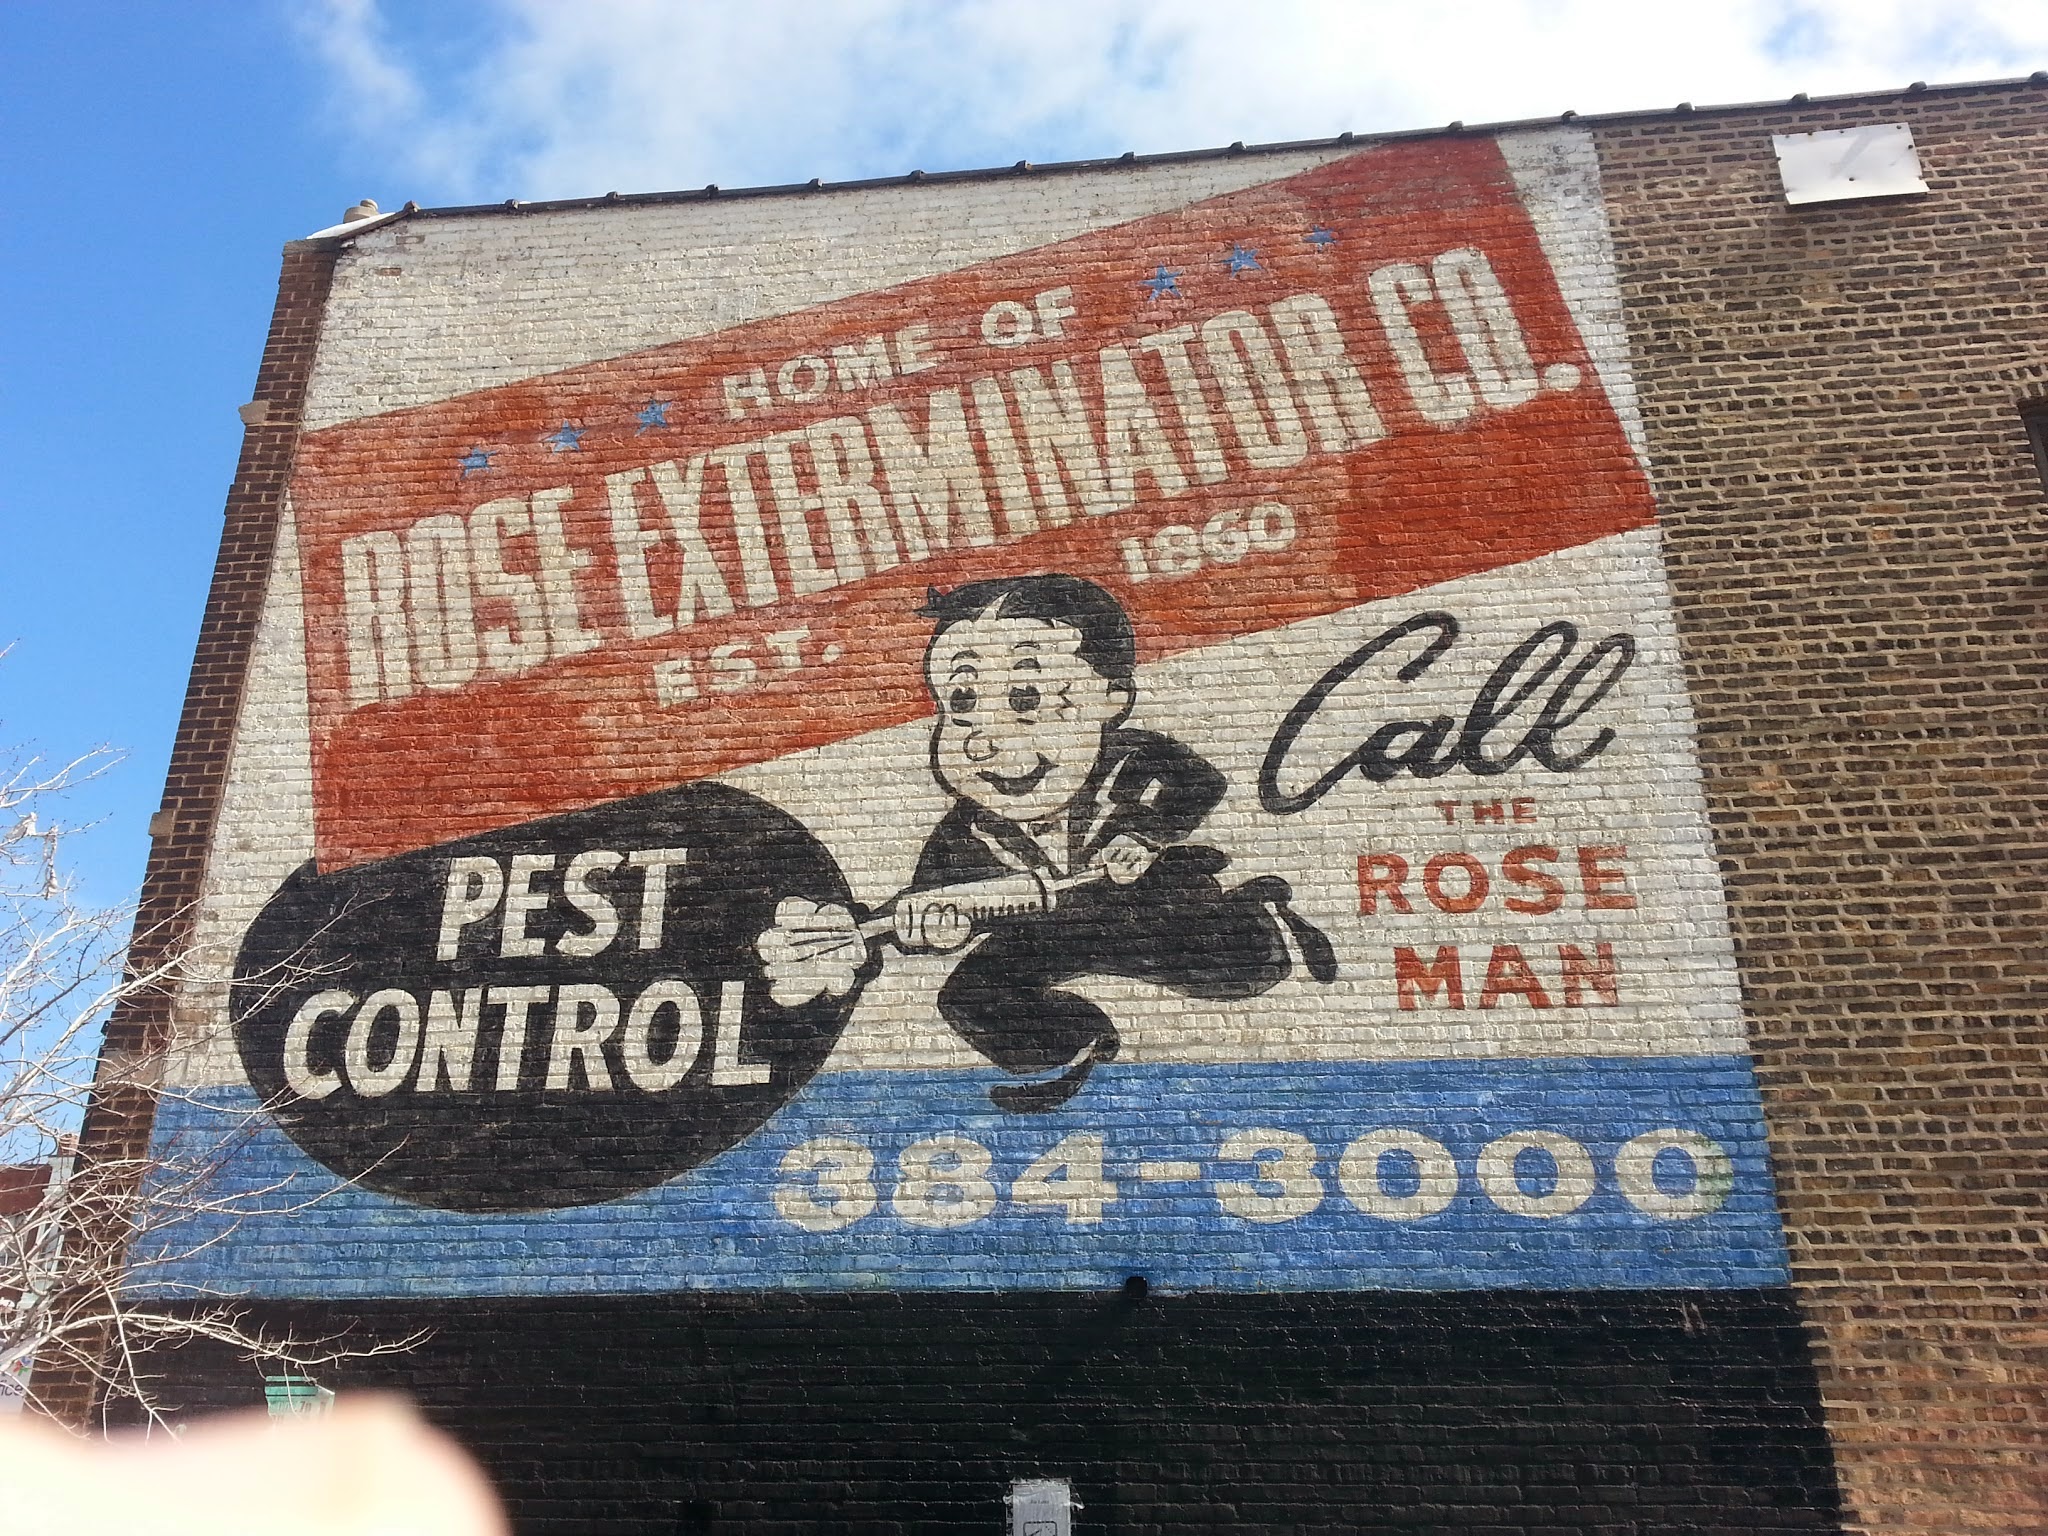 HOME OF
ROSE EXTERMINATOR CO.
EST. 1860
PEST
CONTROL
Call
THE
ROSE
MAN
384-3000